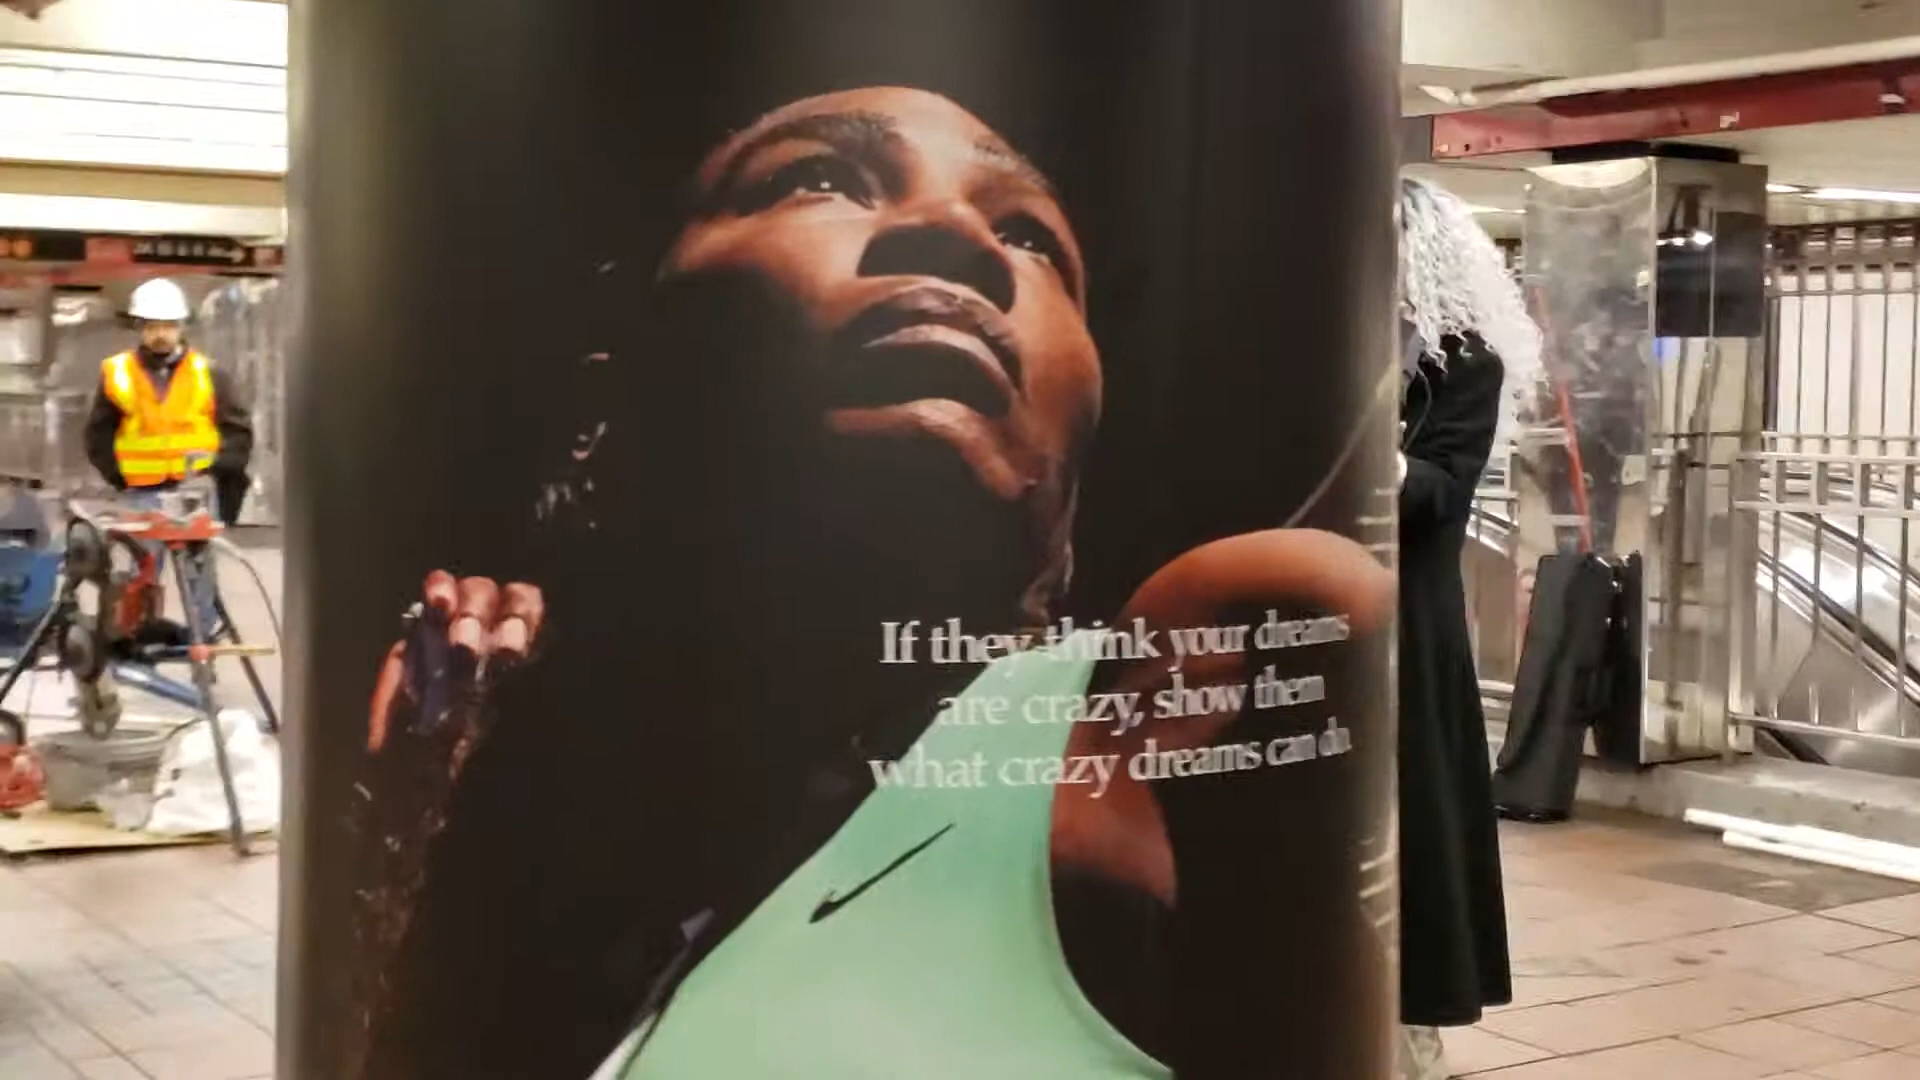 If they think your dreams
are crazy, show them
what crazy dreams can do.